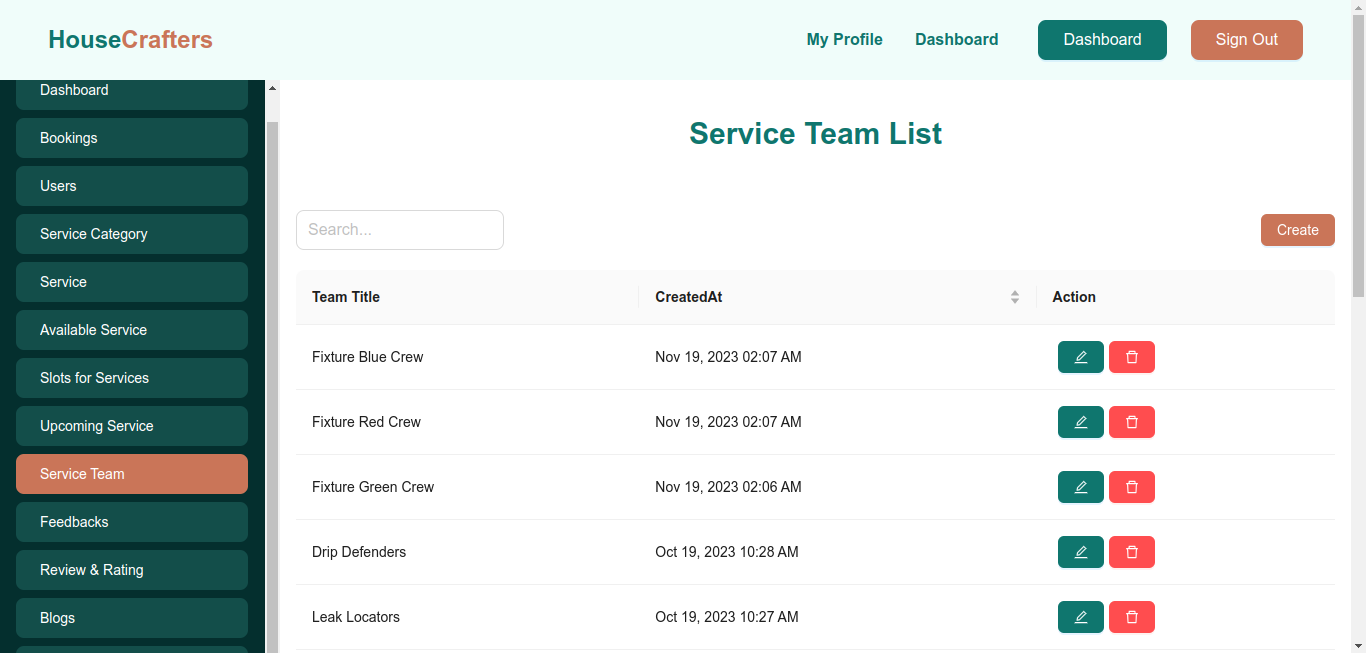 HouseCrafters
My Profile Dashboard Dashboard Sign Out
Dashboard
Bookings
Users
Service Category
Service
Available Service
Slots for Services
Upcoming Service
Service Team
Feedbacks
Review & Rating
Blogs
Service Team List
Search...
Create
Team Title CreatedAt Action
Fixture Blue Crew Nov 19, 2023 02:07 AM
Fixture Red Crew Nov 19, 2023 02:07 AM
Fixture Green Crew Nov 19, 2023 02:06 AM
Drip Defenders Oct 19, 2023 10:28 AM
Leak Locators Oct 19, 2023 10:27 AM